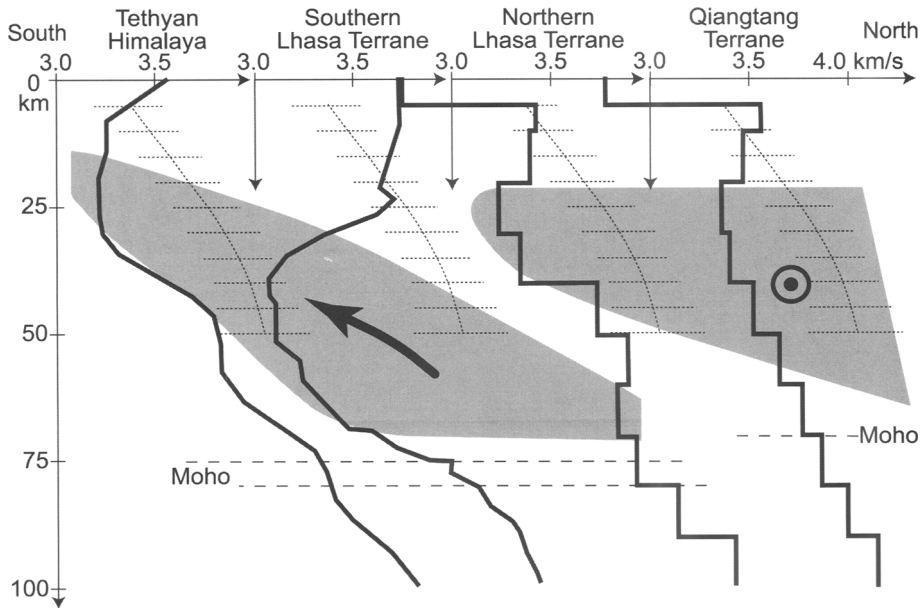 South
Tethyan
Himalaya
Southern
Lhasa Terrane
Northern
Lhasa Terrane
Qiangtang
Terrane
North
3.0 3.5 3.0 3.5 3.0 3.5 3.0 3.5 4.0 km/s
0
km
25
50
75
Moho
Moho
100